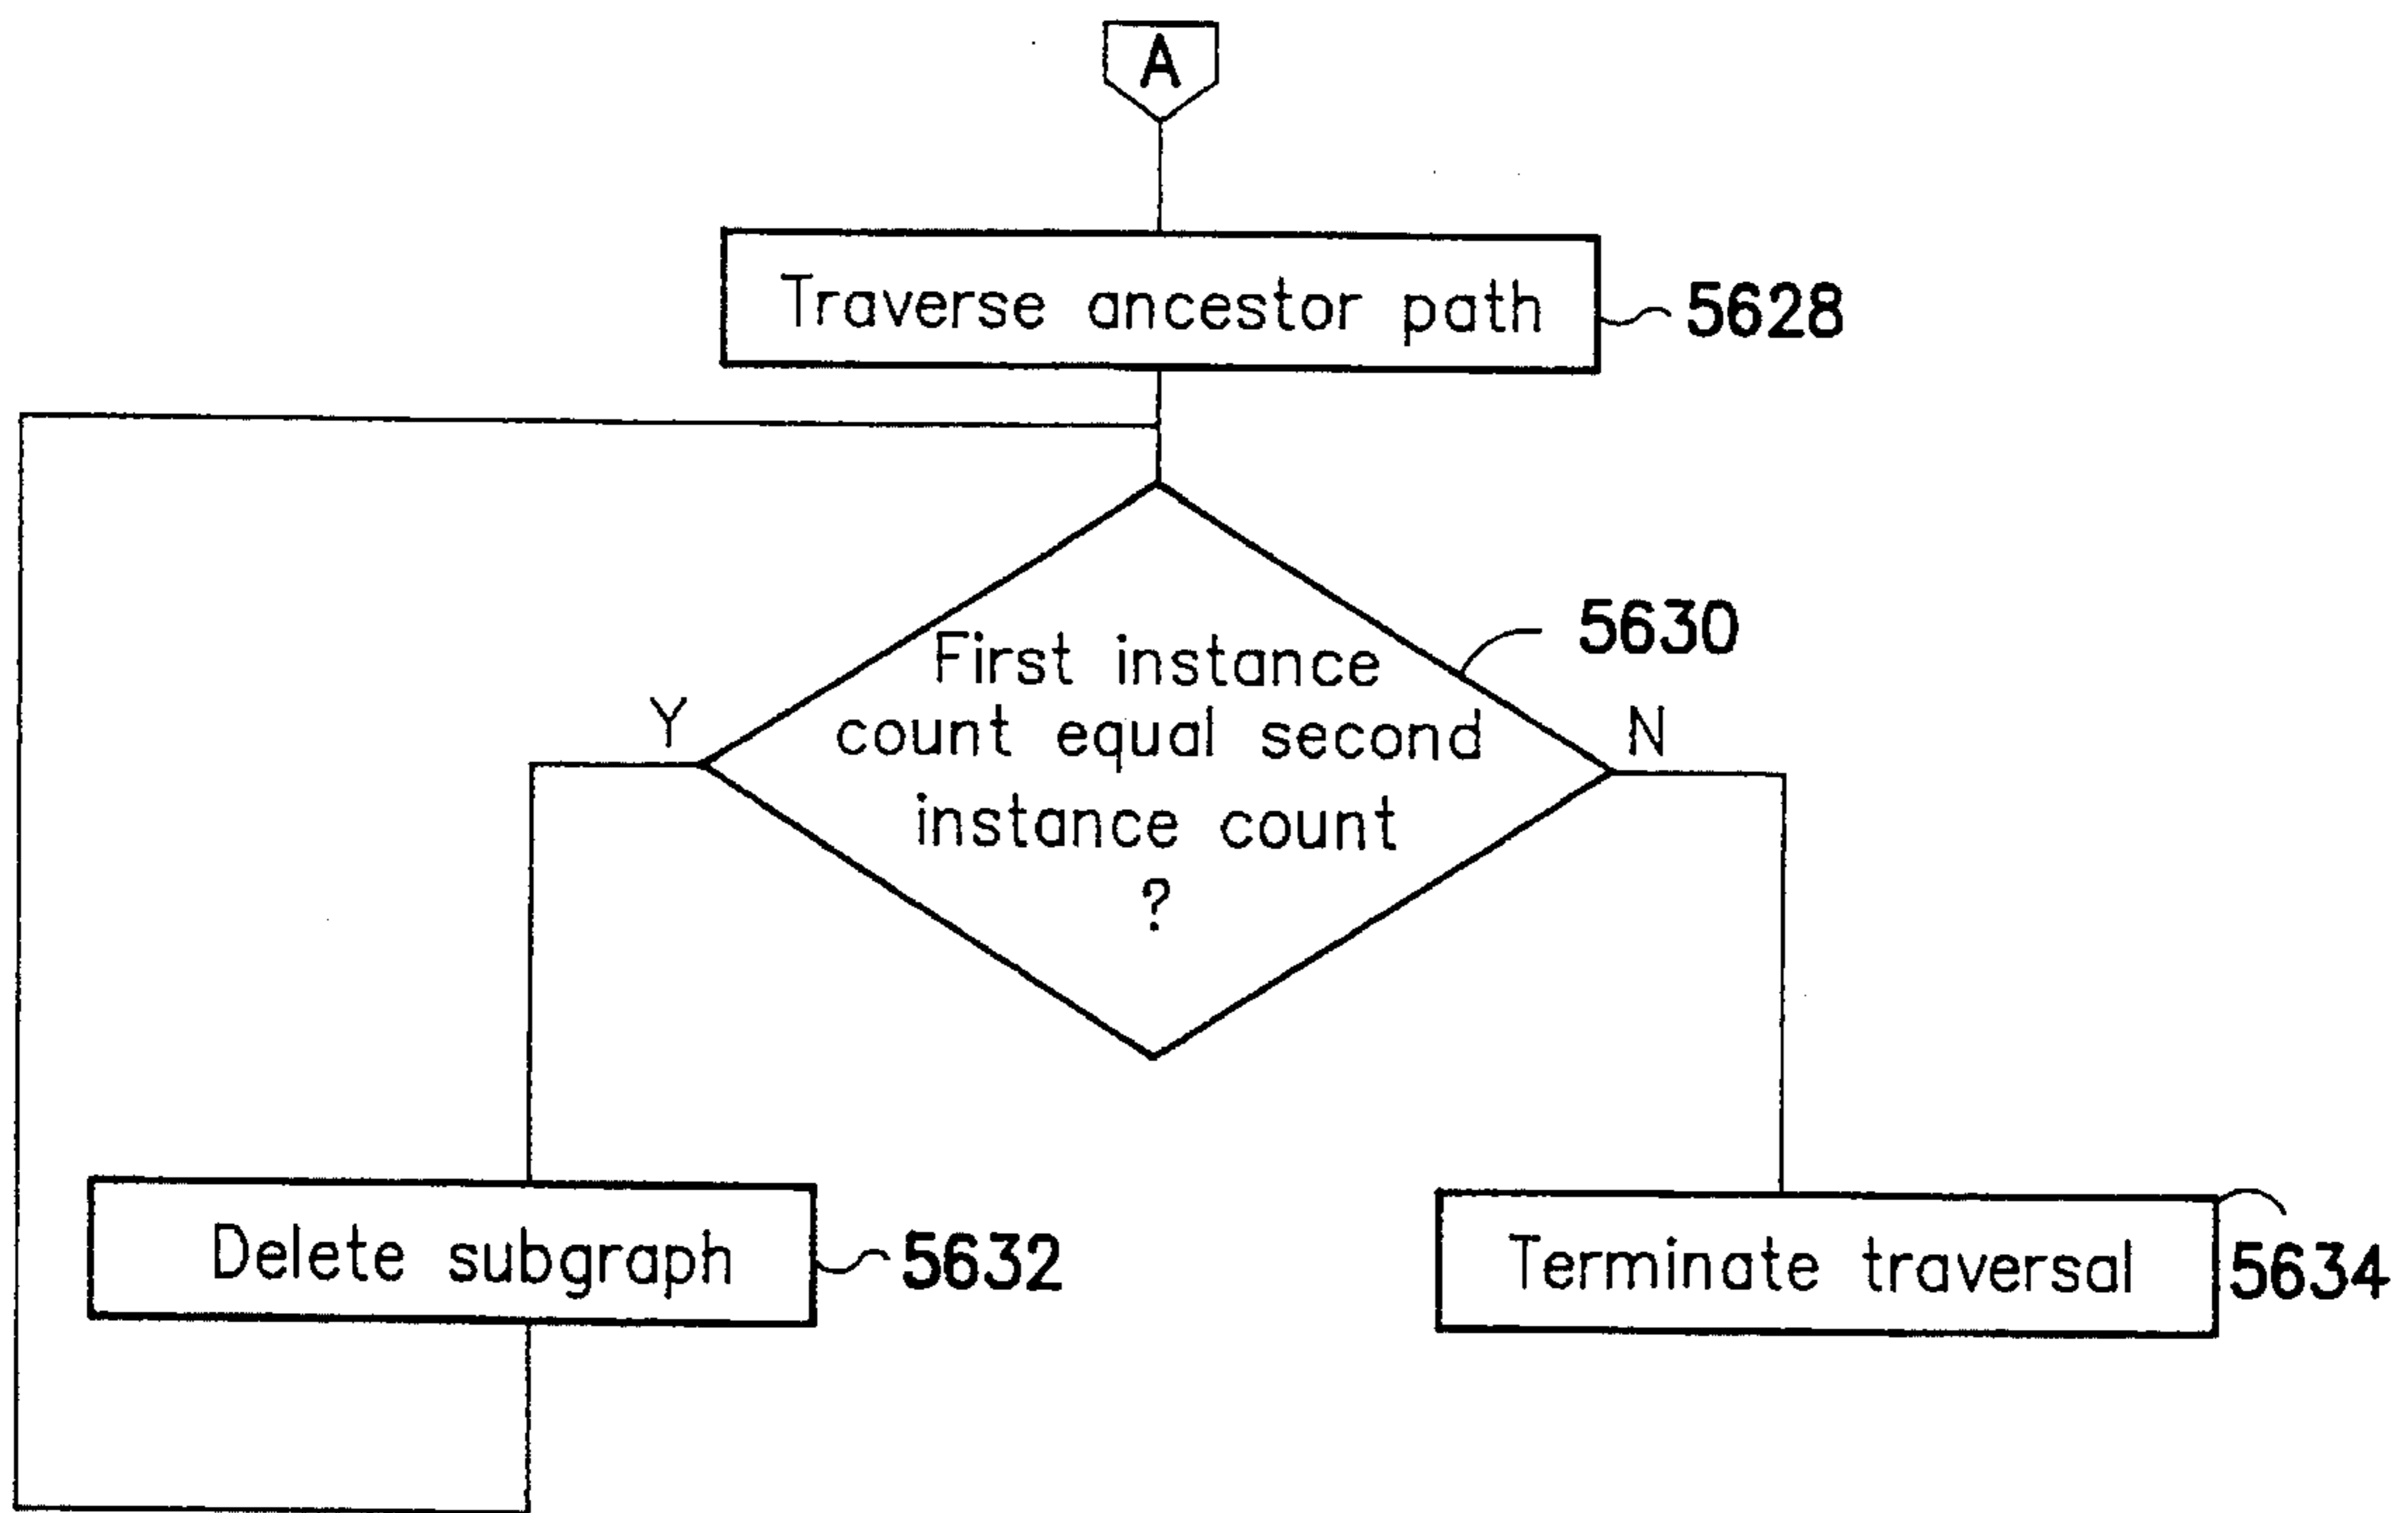 A
Traverse ancestor path
5628
5630
First instance
count equal second
instance count
?
Y
N
Delete subgraph
5632
Terminate traversal
5634